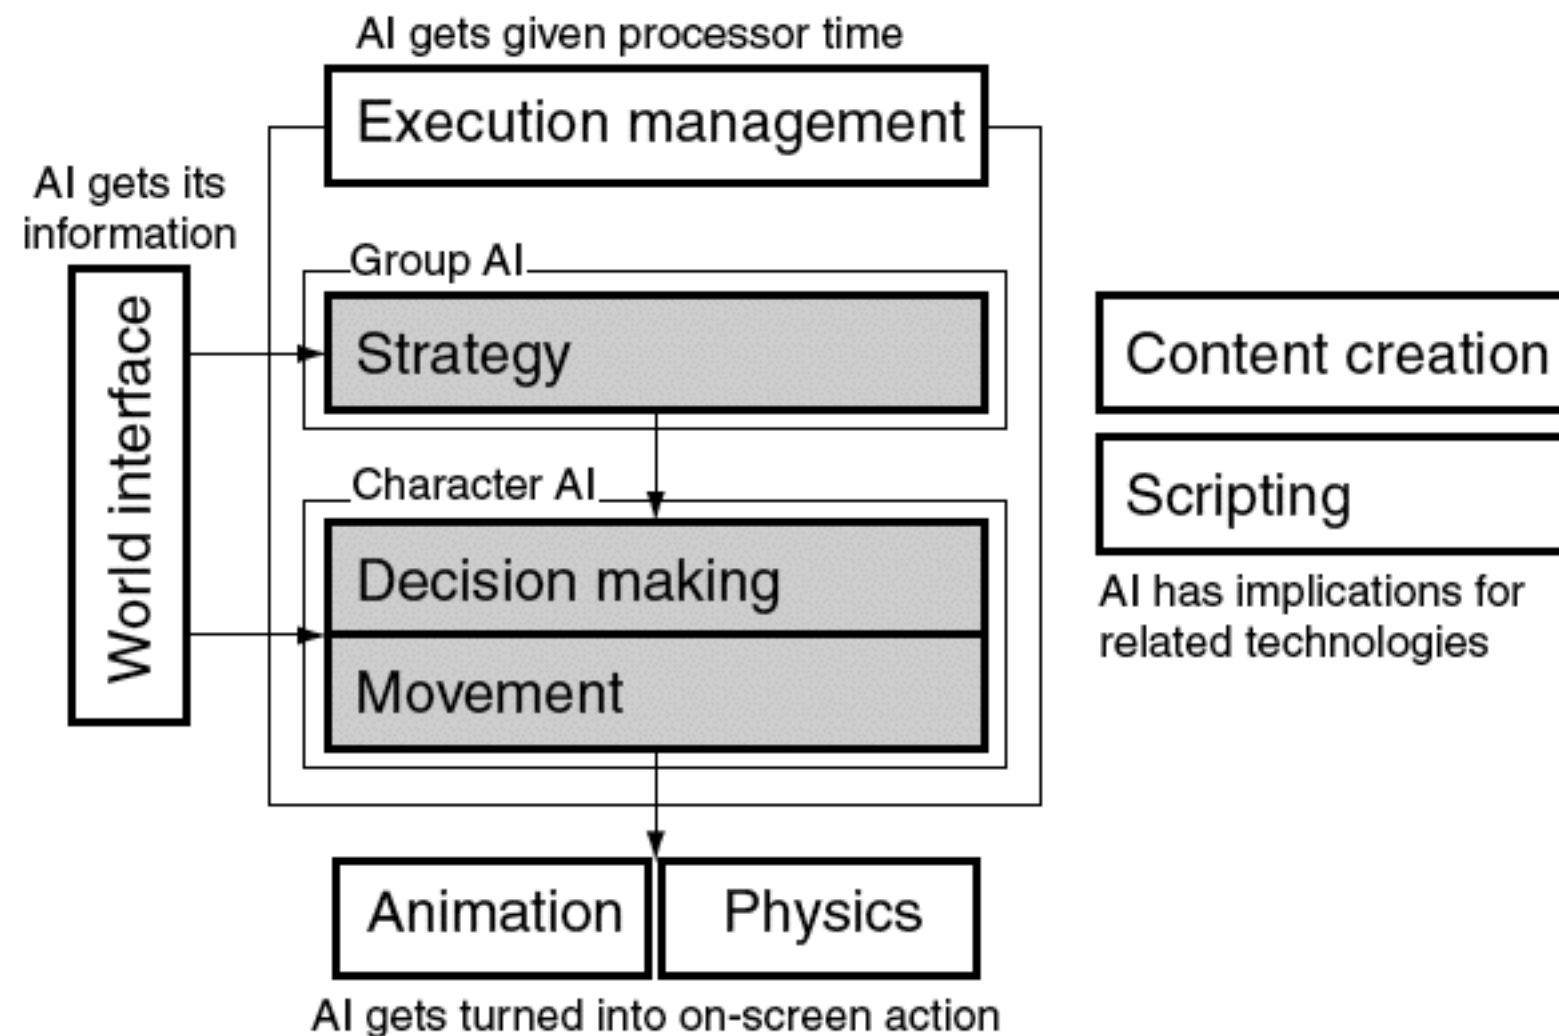 AI gets given processor time
Execution management
AI gets its
information
World interface
Group AI
Strategy
Character AI
Decision making
Movement
Content creation
Scripting
AI has implications for
related technologies
Animation
Physics
AI gets turned into on-screen action